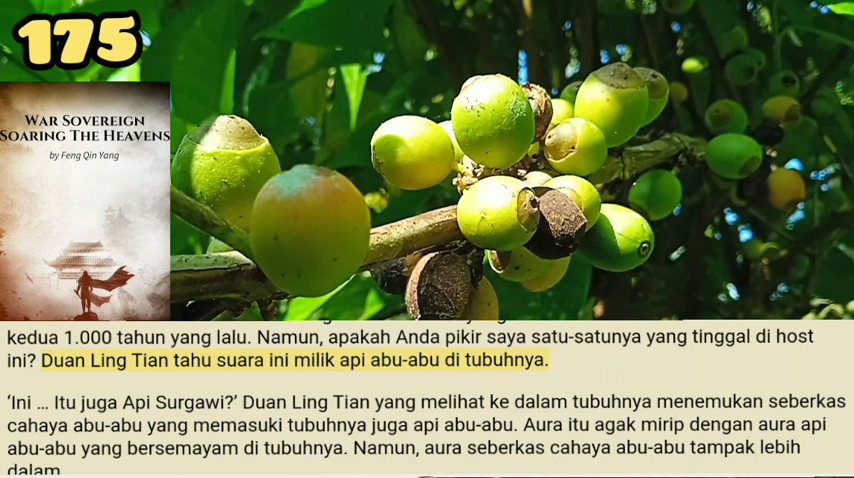 175
WAR SOVEREIGN
SOARING THE HEAVENS
by Feng Qin Yang
kedua 1.000 tahun yang lalu. Namun, apakah Anda pikir saya satu-satunya yang tinggal di host
ini? Duan Ling Tian tahu suara ini milik api abu-abu di tubuhnya.
‘Ini ... Itu juga Api Surgawi?’ Duan Ling Tian yang melihat ke dalam tubuhnya menemukan seberkas
cahaya abu-abu yang memasuki tubuhnya juga api abu-abu. Aura itu agak mirip dengan aura api
abu-abu yang bersemayam di tubuhnya. Namun, aura seberkas cahaya abu-abu tampak lebih
dalam